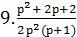 9. p² + 2p + 2
2p² (p+1)